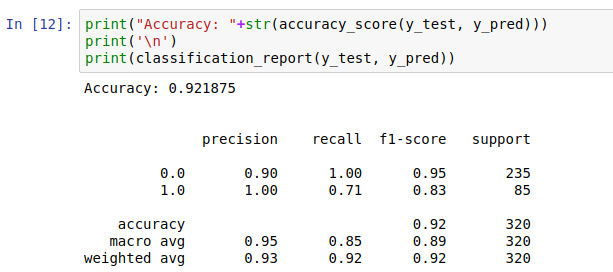 In [12]: print("Accuracy: "+str(accuracy_score(y_test, y_pred)))
print('\n')
print(classification_report(y_test, y_pred))
Accuracy: 0.921875
precision recall f1-score support
0.0 0.90 1.00 0.95 235
1.0 1.00 0.71 0.83 85
accuracy 0.92 320
macro avg 0.95 0.85 0.89 320
weighted avg 0.93 0.92 0.92 320